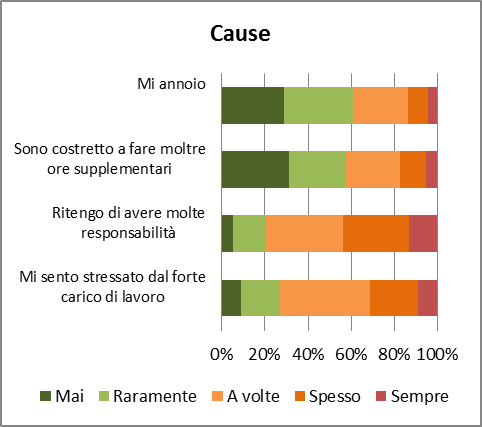 Cause
Mi annoio
Sono costretto a fare moltre
ore supplementari
Ritengo di avere molte
responsabilità
Mi sento stressato dal forte
carico di lavoro
0% 20% 40% 60% 80% 100%
Mai Raramente A volte Spesso Sempre